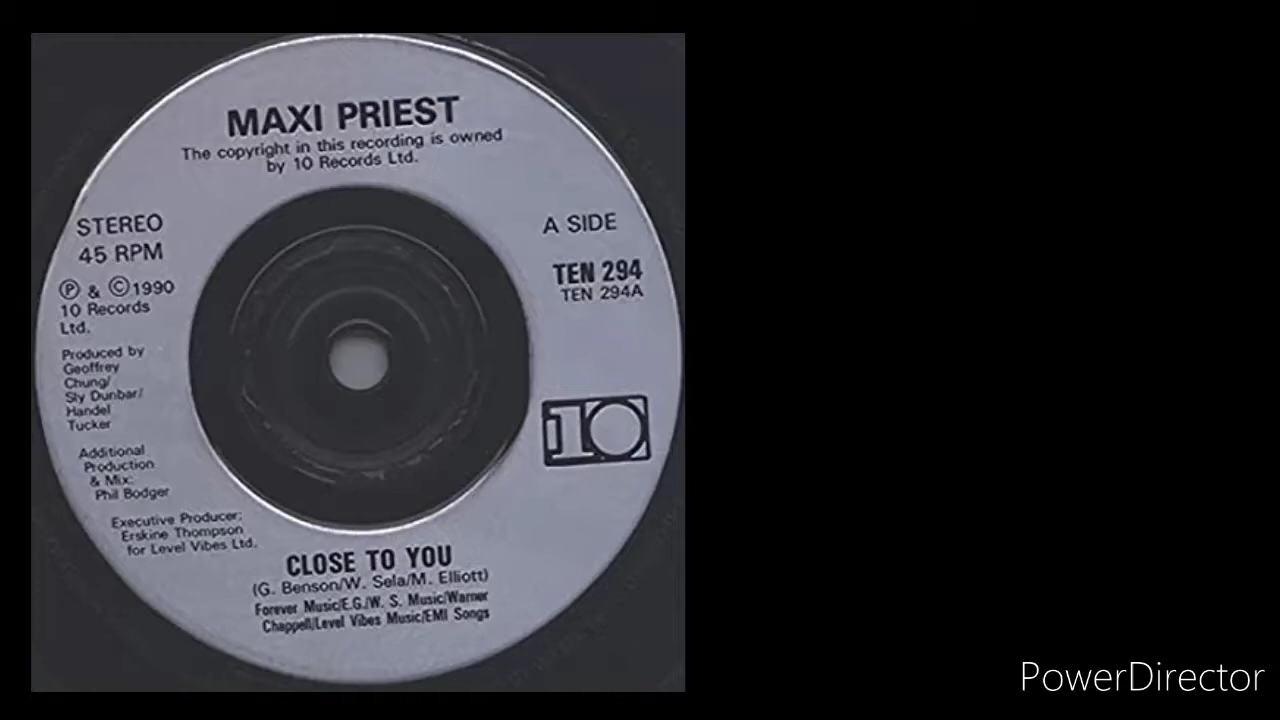 MAXI PRIEST
The copyright in this recording is owned
by 10 Records Ltd.
STEREO
45 RPM
Ⓟ & ©1990
10 Records
Ltd.
Produced by
Geoffrey
Chung/
Sly Dunbar/
Handel
Tucker
Additional
Production
& Mix:
Phil Bodger
Executive Producer:
Erskine Thompson
for Level Vibes Ltd.
A SIDE
TEN 294
TEN 294A
10
CLOSE TO YOU
(G. Benson/W. Sela/M. Elliott)
Forever Music/E.G./W. S. Music/Warner
Chappell/Level Vibes Music/EMI Songs
PowerDirector